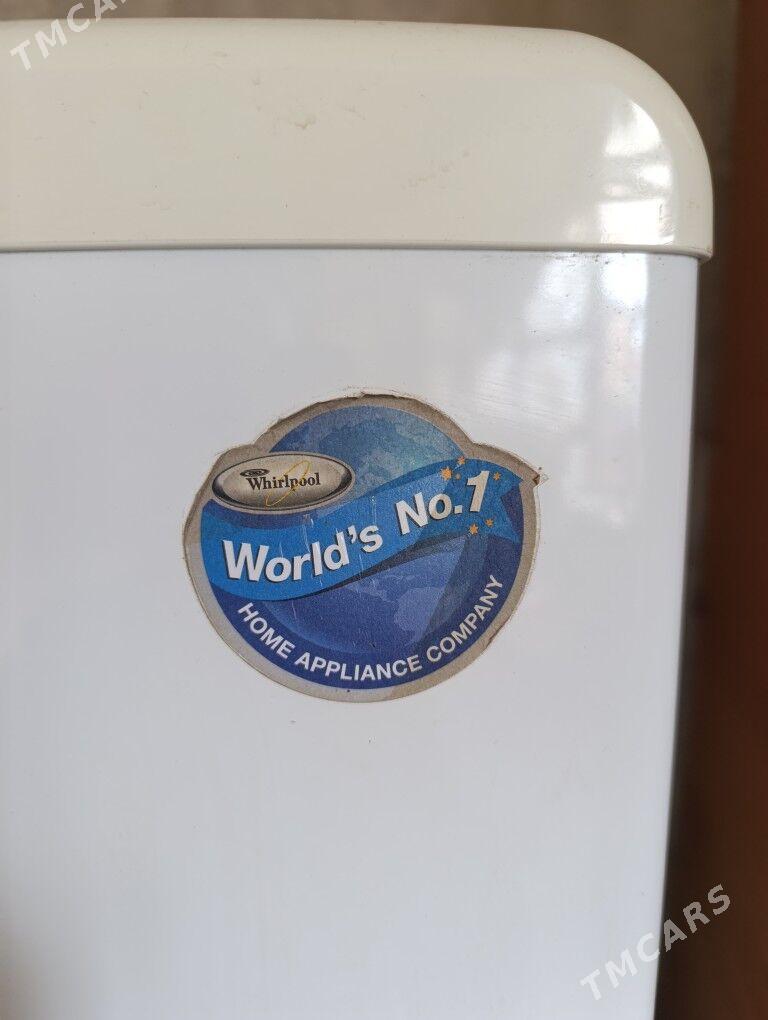 TMCARS
Whirlpool
World's No.1
HOME APPLIANCE COMPANY
TMCARS